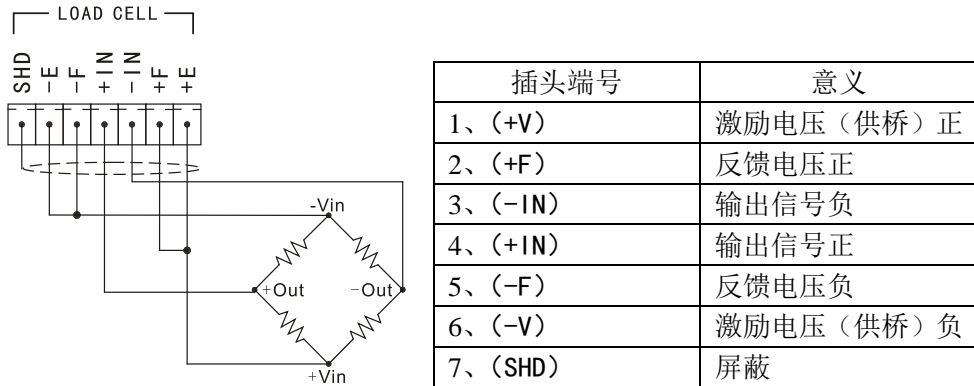 LOAD CELL
SHD
-E
-F
+IN
-IN
+F
+E
-Vin
+Out
-Out
+Vin
插头端号 意义
1、(+V) 激励电压（供桥）正
2、(+F) 反馈电压正
3、(-IN) 输出信号负
4、(+IN) 输出信号正
5、(-F) 反馈电压负
6、(-V) 激励电压（供桥）负
7、(SHD) 屏蔽